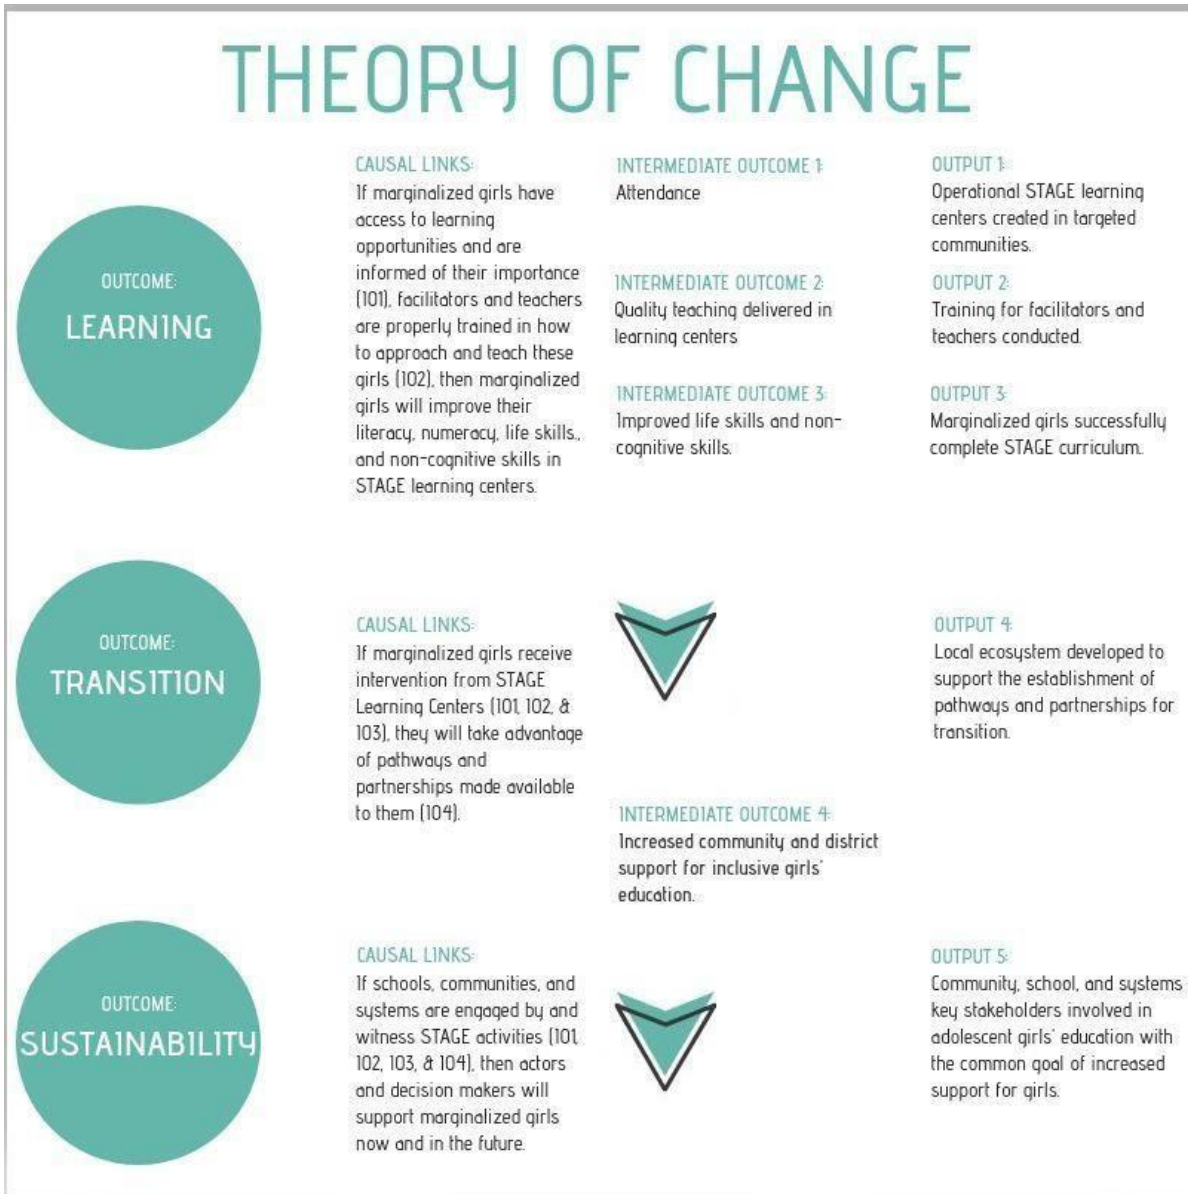 THEORY OF CHANGE
OUTCOME:
LEARNING
CAUSAL LINKS:
If marginalized girls have
access to learning
opportunities and are
informed of their importance
(101), facilitators and teachers
are properly trained in how
to approach and teach these
girls (102), then marginalized
girls will improve their
literacy, numeracy, life skills.,
and non-cognitive skills in
STAGE learning centers.
INTERMEDIATE OUTCOME 1:
Attendance
INTERMEDIATE OUTCOME 2:
Quality teaching delivered in
learning centers
INTERMEDIATE OUTCOME 3:
Improved life skills and non-
cognitive skills.
OUTPUT 1:
Operational STAGE learning
centers created in targeted
communities.
OUTPUT 2:
Training for facilitators and
teachers conducted.
OUTPUT 3:
Marginalized girls successfully
complete STAGE curriculum.
OUTCOME:
TRANSITION
CAUSAL LINKS:
If marginalized girls receive
intervention from STAGE
Learning Centers (101, 102, &
103), they will take advantage
of pathways and
partnerships made available
to them (104).
INTERMEDIATE OUTCOME 4:
Increased community and district
support for inclusive girls'
education.
OUTPUT 4:
Local ecosystem developed to
support the establishment of
pathways and partnerships for
transition.
OUTCOME:
SUSTAINABILITY
CAUSAL LINKS:
If schools, communities, and
systems are engaged by and
witness STAGE activities (101,
102, 103, & 104), then actors
and decision makers will
support marginalized girls
now and in the future.
OUTPUT 5:
Community, school, and systems
key stakeholders involved in
adolescent girls' education with
the common goal of increased
support for girls.